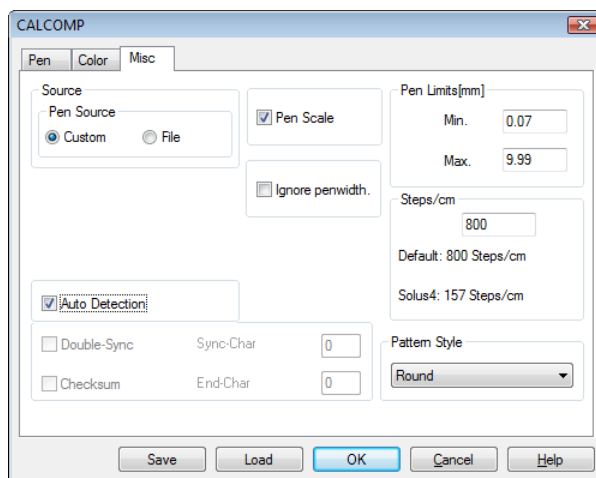 CALCOMP
Pen Color Misc
Source
Pen Source
Custom File
Pen Scale
Ignore penwidth.
Pen Limits[mm]
Min. 0.07
Max. 9.99
Steps/cm
800
Default: 800 Steps/cm
Solus4: 157 Steps/cm
Auto Detection
Double-Sync Sync-Char 0
Checksum End-Char 0
Pattern Style
Round
Save Load OK Cancel Help